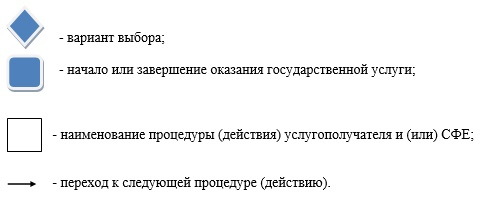 - вариант выбора;
- начало или завершение оказания государственной услуги;
- наименование процедуры (действия) услугополучателя и (или) СФЕ;
- переход к следующей процедуре (действию).